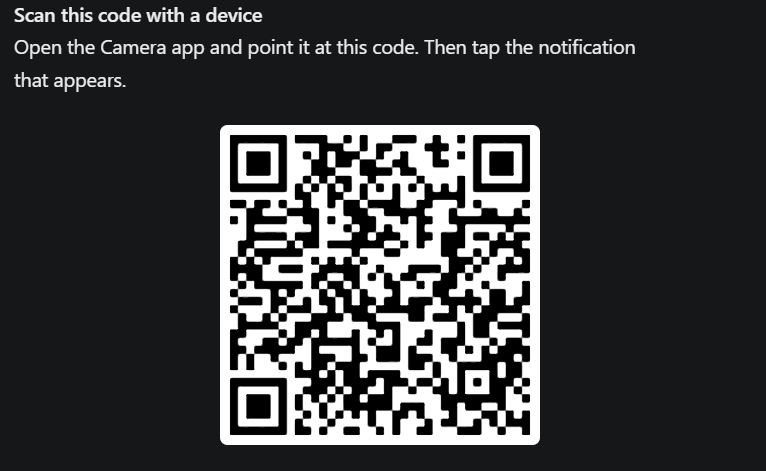 Scan this code with a device
Open the Camera app and point it at this code. Then tap the notification
that appears.